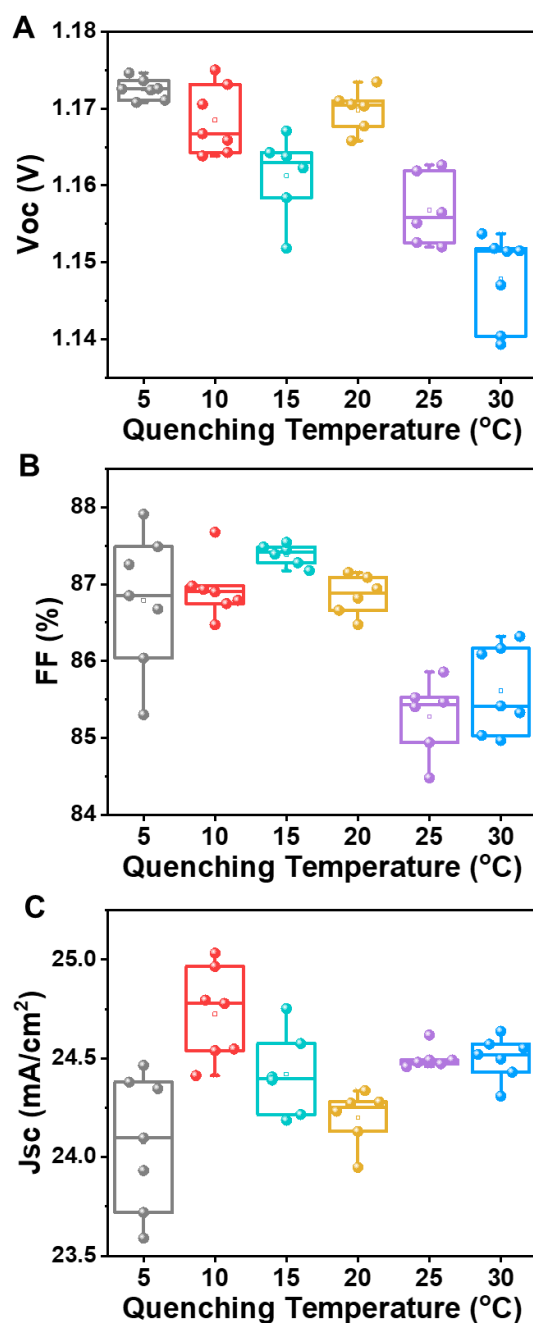 A
1.18
1.17
1.16
1.15
1.14
Voc (V)
5 10 15 20 25 30
Quenching Temperature (°C)
B
88
87
86
85
84
FF (%)
5 10 15 20 25 30
Quenching Temperature (°C)
C
25.0
24.5
24.0
23.5
Jsc (mA/cm²)
5 10 15 20 25 30
Quenching Temperature (°C)